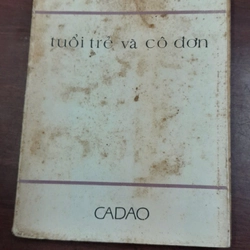 tuổi trẻ và cô đơn
CADAO